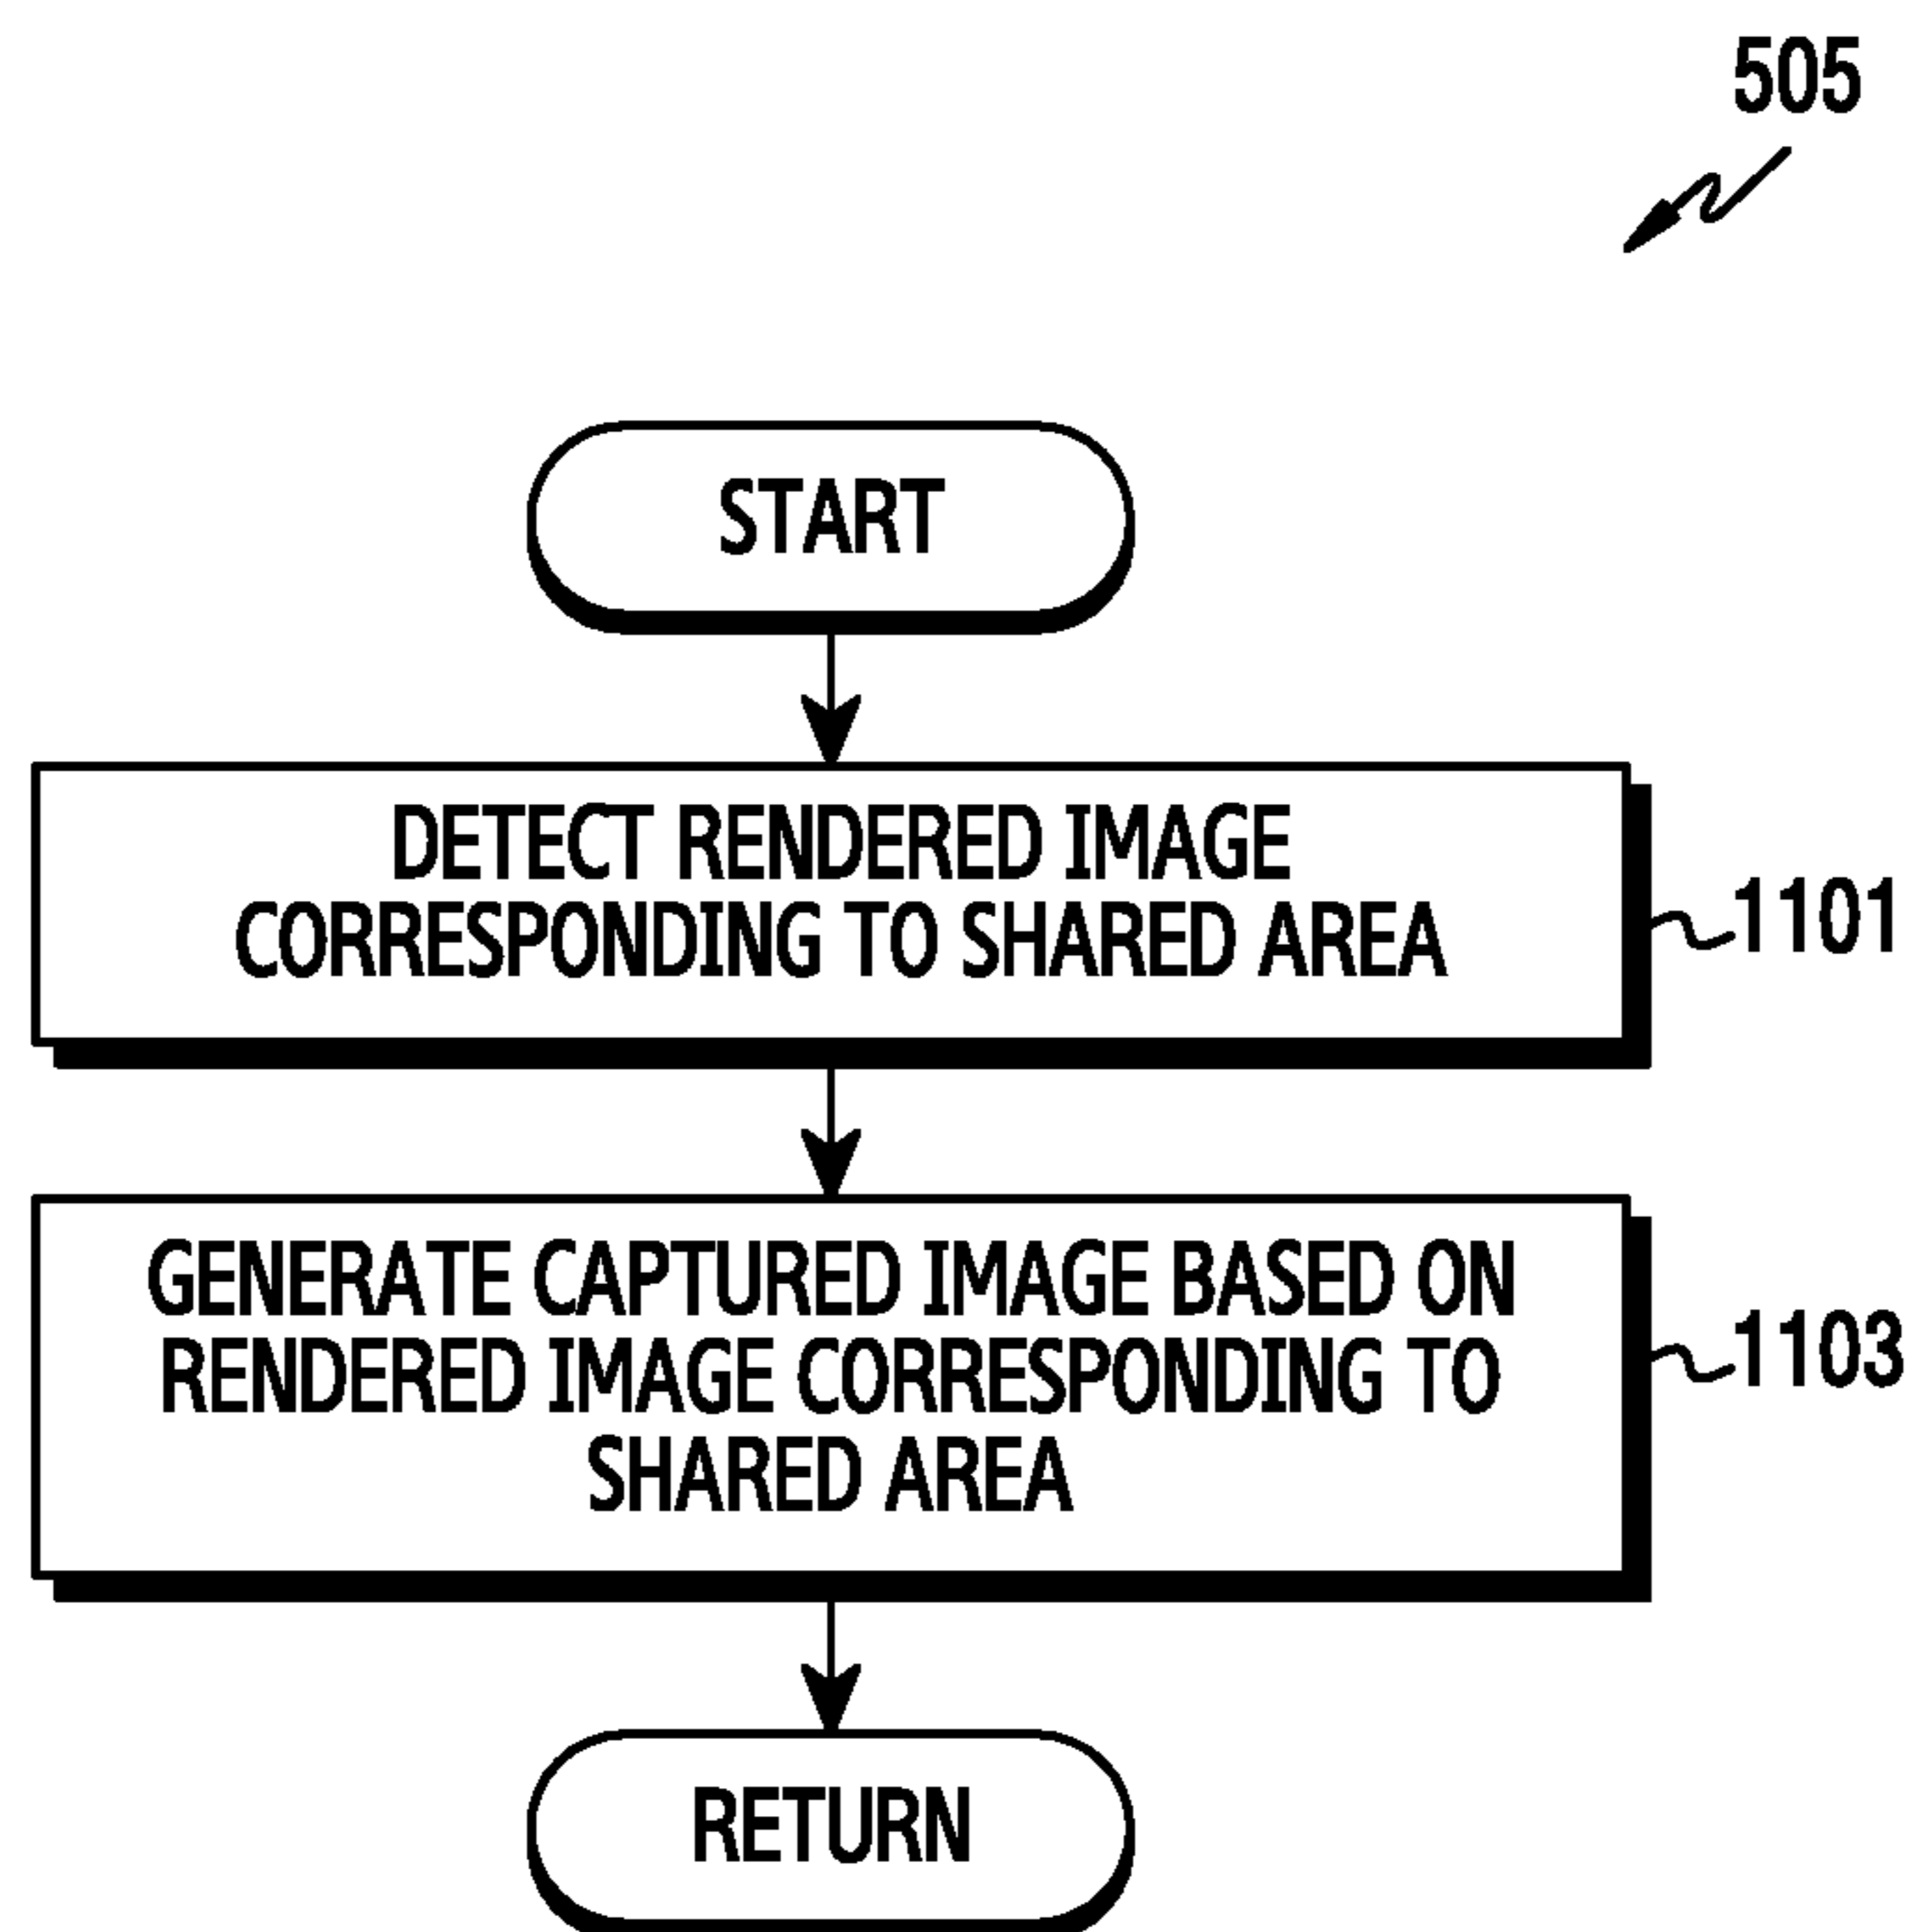 505
START
DETECT RENDERED IMAGE
CORRESPONDING TO SHARED AREA
1101
GENERATE CAPTURED IMAGE BASED ON
RENDERED IMAGE CORRESPONDING TO
SHARED AREA
1103
RETURN